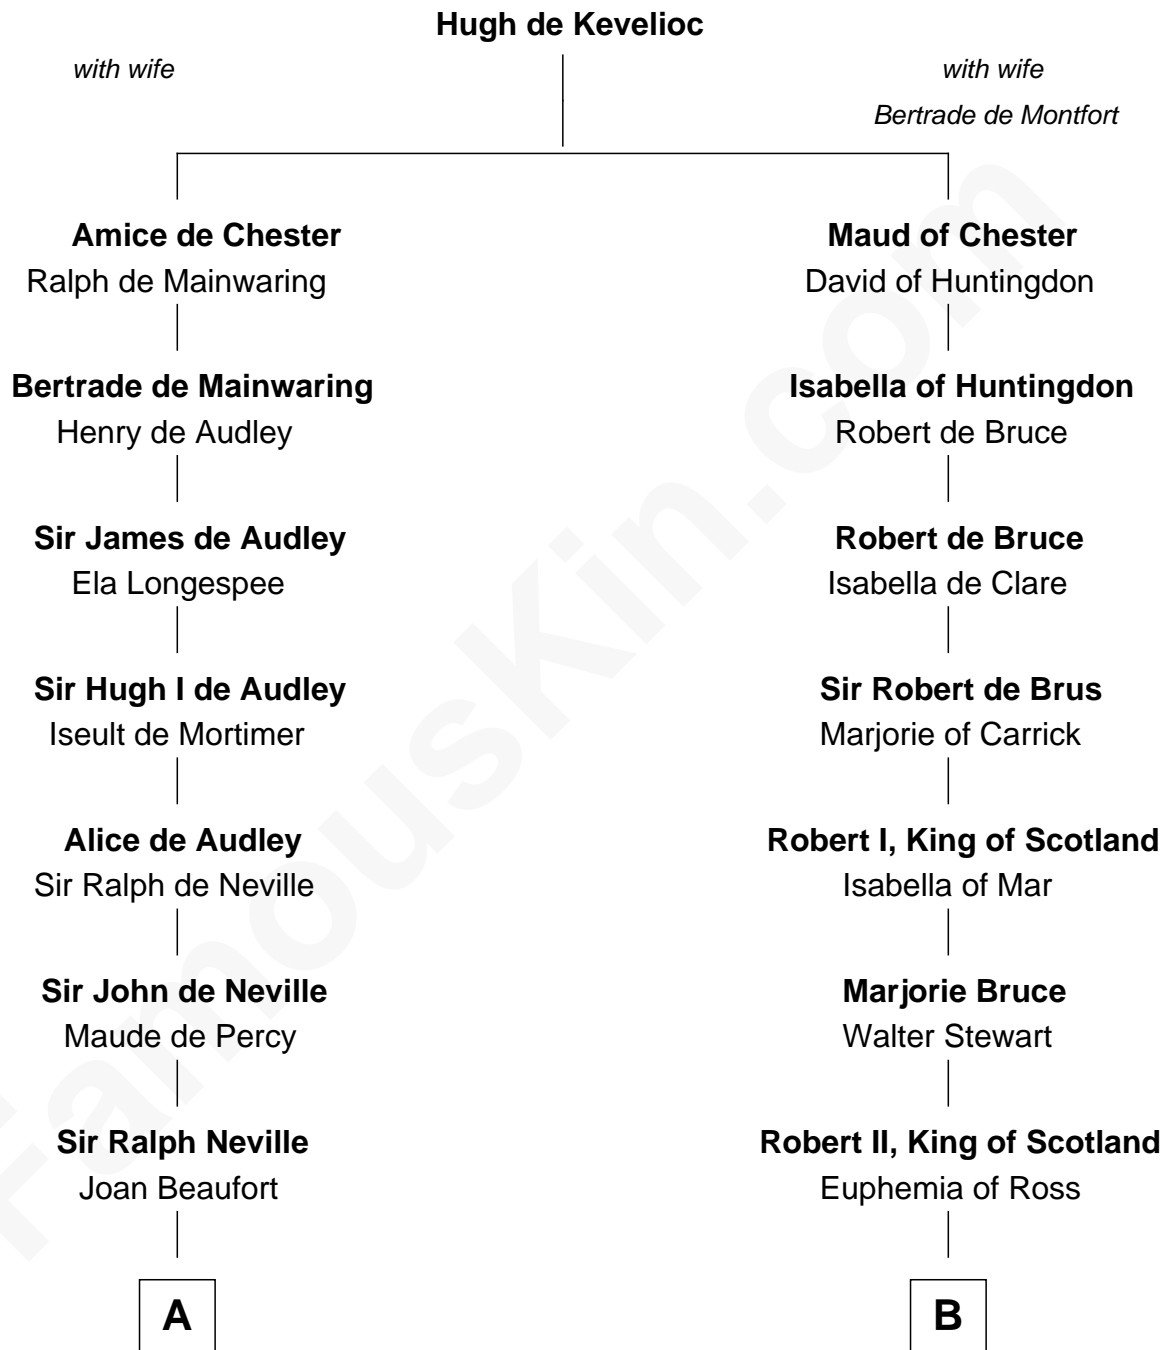 Hugh de Kevelioc
with wife
with wife
Bertrade de Montfort
Amice de Chester
Ralph de Mainwaring
Maud of Chester
David of Huntingdon
Bertrade de Mainwaring
Henry de Audley
Isabella of Huntingdon
Robert de Bruce
Sir James de Audley
Ela Longespee
Robert de Bruce
Isabella de Clare
Sir Hugh I de Audley
Iseult de Mortimer
Sir Robert de Brus
Marjorie of Carrick
Alice de Audley
Sir Ralph de Neville
Robert I, King of Scotland
Isabella of Mar
Sir John de Neville
Maude de Percy
Marjorie Bruce
Walter Stewart
Sir Ralph Neville
Joan Beaufort
Robert II, King of Scotland
Euphemia of Ross
A
B
FamousKin.com